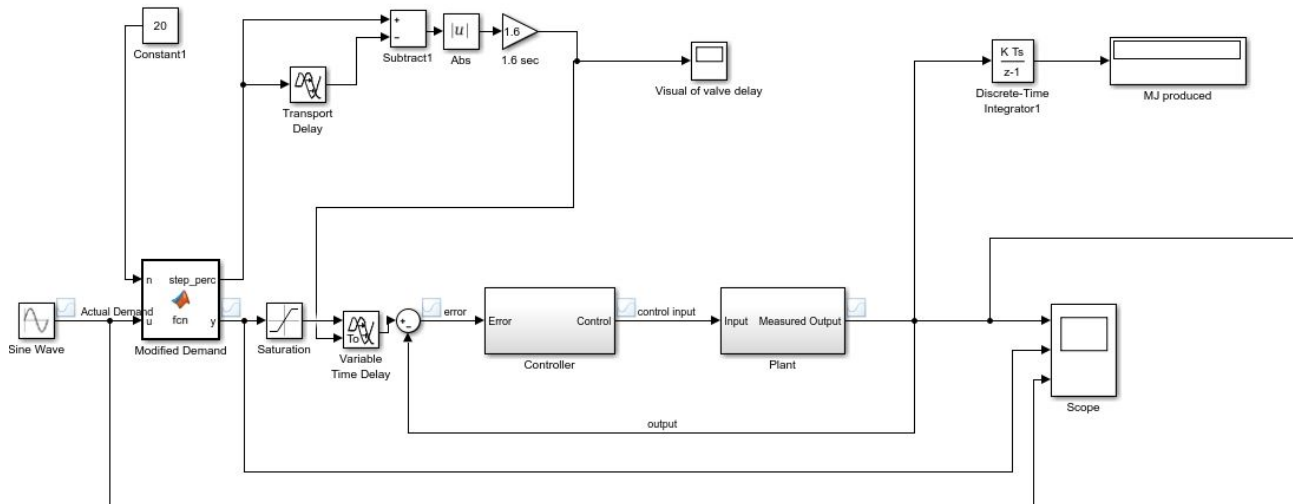 20
Constant1
+
−
Subtract1
|u|
Abs
1.6
1.6 sec
Transport
Delay
Visual of valve delay
K Ts
z-1
Discrete-Time
Integrator1
MJ produced
Sine Wave
Actual Demand
n
step_perc
u
fcn
y
Modified Demand
Saturation
To
Variable
Time Delay
+
−
error
Error
Control
Controller
control input
Input
Measured Output
Plant
Scope
output